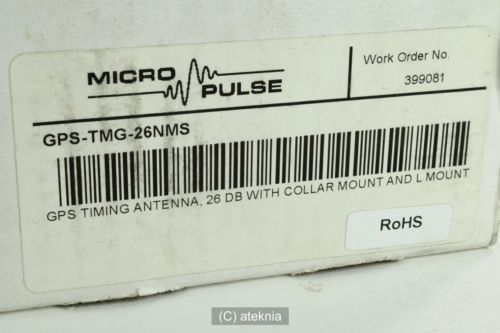 MICRO PULSE
Work Order No.
399081
GPS-TMG-26NMS
GPS TIMING ANTENNA, 26 DB WITH COLLAR MOUNT AND L MOUNT
RoHS
(C) ateknia